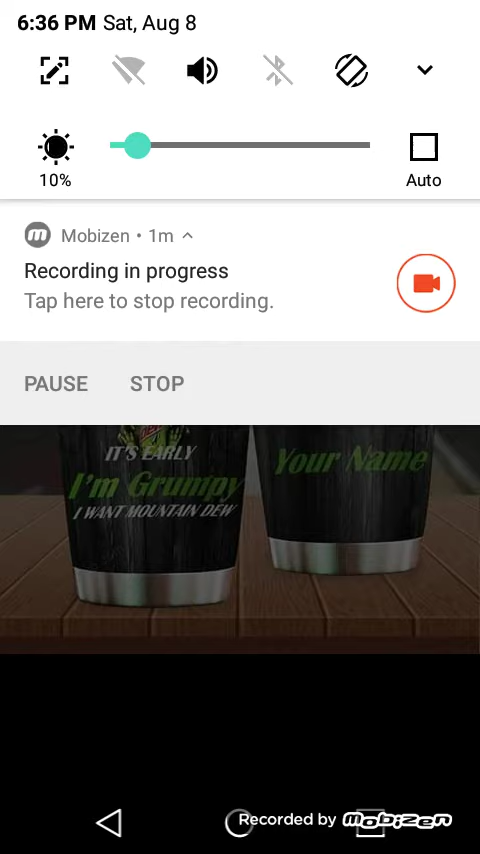 6:36 PM Sat, Aug 8
10%
Auto
m Mobizen • 1m
Recording in progress
Tap here to stop recording.
PAUSE STOP
IT'S EARLY
I'm Grumpy
I WANT MOUNTAIN DEW
Your Name
Recorded by Mobizen